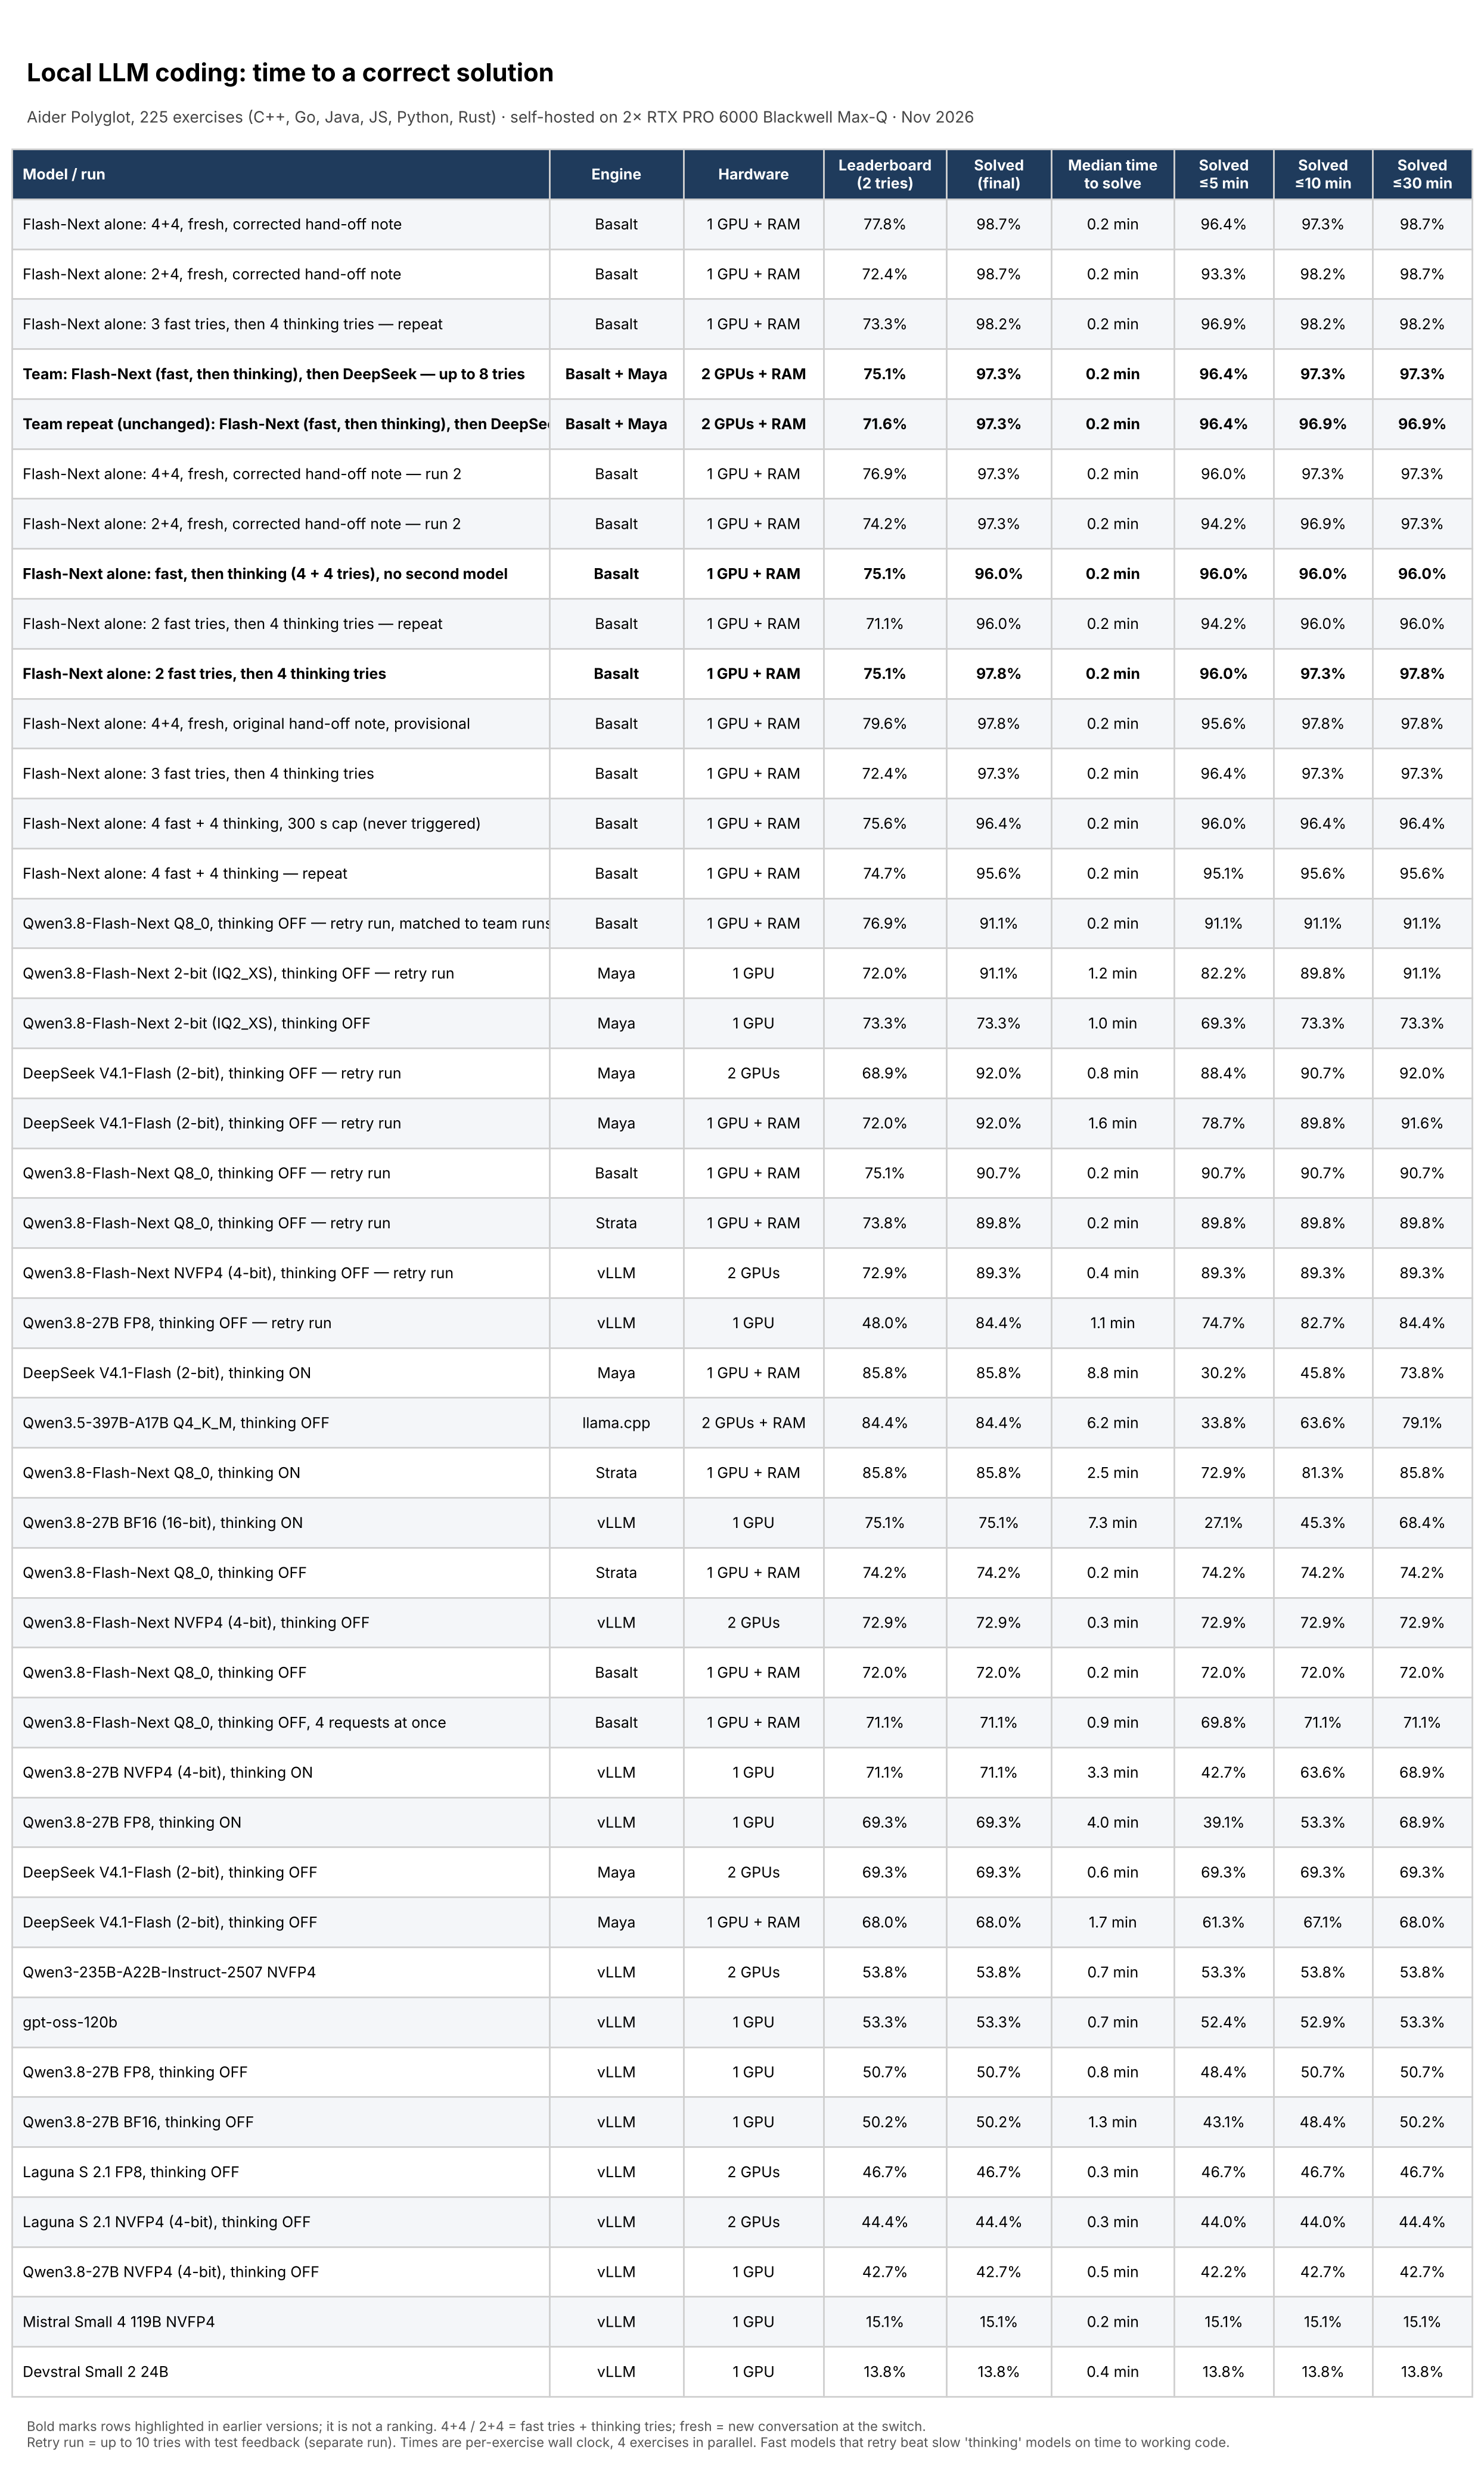 Local LLM coding: time to a correct solution
Aider Polyglot, 225 exercises (C++, Go, Java, JS, Python, Rust) · self-hosted on 2× RTX PRO 6000 Blackwell Max-Q · Nov 2026
Model / run Engine Hardware Leaderboard (2 tries) Solved (final) Median time to solve Solved ≤5 min Solved ≤10 min Solved ≤30 min
Flash-Next alone: 4+4, fresh, corrected hand-off note Basalt 1 GPU + RAM 77.8% 98.7% 0.2 min 96.4% 97.3% 98.7%
Flash-Next alone: 2+4, fresh, corrected hand-off note Basalt 1 GPU + RAM 72.4% 98.7% 0.2 min 93.3% 98.2% 98.7%
Flash-Next alone: 3 fast tries, then 4 thinking tries — repeat Basalt 1 GPU + RAM 73.3% 98.2% 0.2 min 96.9% 98.2% 98.2%
Team: Flash-Next (fast, then thinking), then DeepSeek — up to 8 tries Basalt + Maya 2 GPUs + RAM 75.1% 97.3% 0.2 min 96.4% 97.3% 97.3%
Team repeat (unchanged): Flash-Next (fast, then thinking), then DeepSe Basalt + Maya 2 GPUs + RAM 71.6% 97.3% 0.2 min 96.4% 96.9% 96.9%
Flash-Next alone: 4+4, fresh, corrected hand-off note — run 2 Basalt 1 GPU + RAM 76.9% 97.3% 0.2 min 96.0% 97.3% 97.3%
Flash-Next alone: 2+4, fresh, corrected hand-off note — run 2 Basalt 1 GPU + RAM 74.2% 97.3% 0.2 min 94.2% 96.9% 97.3%
Flash-Next alone: fast, then thinking (4 + 4 tries), no second model Basalt 1 GPU + RAM 75.1% 96.0% 0.2 min 96.0% 96.0% 96.0%
Flash-Next alone: 2 fast tries, then 4 thinking tries — repeat Basalt 1 GPU + RAM 71.1% 96.0% 0.2 min 94.2% 96.0% 96.0%
Flash-Next alone: 2 fast tries, then 4 thinking tries Basalt 1 GPU + RAM 75.1% 97.8% 0.2 min 96.0% 97.3% 97.8%
Flash-Next alone: 4+4, fresh, original hand-off note, provisional Basalt 1 GPU + RAM 79.6% 97.8% 0.2 min 95.6% 97.8% 97.8%
Flash-Next alone: 3 fast tries, then 4 thinking tries Basalt 1 GPU + RAM 72.4% 97.3% 0.2 min 96.4% 97.3% 97.3%
Flash-Next alone: 4 fast + 4 thinking, 300 s cap (never triggered) Basalt 1 GPU + RAM 75.6% 96.4% 0.2 min 96.0% 96.4% 96.4%
Flash-Next alone: 4 fast + 4 thinking — repeat Basalt 1 GPU + RAM 74.7% 95.6% 0.2 min 95.1% 95.6% 95.6%
Qwen3.8-Flash-Next Q8_0, thinking OFF — retry run, matched to team runs Basalt 1 GPU + RAM 76.9% 91.1% 0.2 min 91.1% 91.1% 91.1%
Qwen3.8-Flash-Next 2-bit (IQ2_XS), thinking OFF — retry run Maya 1 GPU 72.0% 91.1% 1.2 min 82.2% 89.8% 91.1%
Qwen3.8-Flash-Next 2-bit (IQ2_XS), thinking OFF Maya 1 GPU 73.3% 73.3% 1.0 min 69.3% 73.3% 73.3%
DeepSeek V4.1-Flash (2-bit), thinking OFF — retry run Maya 2 GPUs 68.9% 92.0% 0.8 min 88.4% 90.7% 92.0%
DeepSeek V4.1-Flash (2-bit), thinking OFF — retry run Maya 1 GPU + RAM 72.0% 92.0% 1.6 min 78.7% 89.8% 91.6%
Qwen3.8-Flash-Next Q8_0, thinking OFF — retry run Basalt 1 GPU + RAM 75.1% 90.7% 0.2 min 90.7% 90.7% 90.7%
Qwen3.8-Flash-Next Q8_0, thinking OFF — retry run Strata 1 GPU + RAM 73.8% 89.8% 0.2 min 89.8% 89.8% 89.8%
Qwen3.8-Flash-Next NVFP4 (4-bit), thinking OFF — retry run vLLM 2 GPUs 72.9% 89.3% 0.4 min 89.3% 89.3% 89.3%
Qwen3.8-27B FP8, thinking OFF — retry run vLLM 1 GPU 48.0% 84.4% 1.1 min 74.7% 82.7% 84.4%
DeepSeek V4.1-Flash (2-bit), thinking ON Maya 1 GPU + RAM 85.8% 85.8% 8.8 min 30.2% 45.8% 73.8%
Qwen3.5-397B-A17B Q4_K_M, thinking OFF llama.cpp 2 GPUs + RAM 84.4% 84.4% 6.2 min 33.8% 63.6% 79.1%
Qwen3.8-Flash-Next Q8_0, thinking ON Strata 1 GPU + RAM 85.8% 85.8% 2.5 min 72.9% 81.3% 85.8%
Qwen3.8-27B BF16 (16-bit), thinking ON vLLM 1 GPU 75.1% 75.1% 7.3 min 27.1% 45.3% 68.4%
Qwen3.8-Flash-Next Q8_0, thinking OFF Strata 1 GPU + RAM 74.2% 74.2% 0.2 min 74.2% 74.2% 74.2%
Qwen3.8-Flash-Next NVFP4 (4-bit), thinking OFF vLLM 2 GPUs 72.9% 72.9% 0.3 min 72.9% 72.9% 72.9%
Qwen3.8-Flash-Next Q8_0, thinking OFF Basalt 1 GPU + RAM 72.0% 72.0% 0.2 min 72.0% 72.0% 72.0%
Qwen3.8-Flash-Next Q8_0, thinking OFF, 4 requests at once Basalt 1 GPU + RAM 71.1% 71.1% 0.9 min 69.8% 71.1% 71.1%
Qwen3.8-27B NVFP4 (4-bit), thinking ON vLLM 1 GPU 71.1% 71.1% 3.3 min 42.7% 63.6% 68.9%
Qwen3.8-27B FP8, thinking ON vLLM 1 GPU 69.3% 69.3% 4.0 min 39.1% 53.3% 68.9%
DeepSeek V4.1-Flash (2-bit), thinking OFF Maya 2 GPUs 69.3% 69.3% 0.6 min 69.3% 69.3% 69.3%
DeepSeek V4.1-Flash (2-bit), thinking OFF Maya 1 GPU + RAM 68.0% 68.0% 1.7 min 61.3% 67.1% 68.0%
Qwen3-235B-A22B-Instruct-2507 NVFP4 vLLM 2 GPUs 53.8% 53.8% 0.7 min 53.3% 53.8% 53.8%
gpt-oss-120b vLLM 1 GPU 53.3% 53.3% 0.7 min 52.4% 52.9% 53.3%
Qwen3.8-27B FP8, thinking OFF vLLM 1 GPU 50.7% 50.7% 0.8 min 48.4% 50.7% 50.7%
Qwen3.8-27B BF16, thinking OFF vLLM 1 GPU 50.2% 50.2% 1.3 min 43.1% 48.4% 50.2%
Laguna S 2.1 FP8, thinking OFF vLLM 2 GPUs 46.7% 46.7% 0.3 min 46.7% 46.7% 46.7%
Laguna S 2.1 NVFP4 (4-bit), thinking OFF vLLM 2 GPUs 44.4% 44.4% 0.3 min 44.0% 44.0% 44.4%
Qwen3.8-27B NVFP4 (4-bit), thinking OFF vLLM 1 GPU 42.7% 42.7% 0.5 min 42.2% 42.7% 42.7%
Mistral Small 4 119B NVFP4 vLLM 1 GPU 15.1% 15.1% 0.2 min 15.1% 15.1% 15.1%
Devstral Small 2 24B vLLM 1 GPU 13.8% 13.8% 0.4 min 13.8% 13.8% 13.8%
Bold marks rows highlighted in earlier versions; it is not a ranking. 4+4 / 2+4 = fast tries + thinking tries; fresh = new conversation at the switch.
Retry run = up to 10 tries with test feedback (separate run). Times are per-exercise wall clock, 4 exercises in parallel. Fast models that retry beat slow 'thinking' models on time to working code.